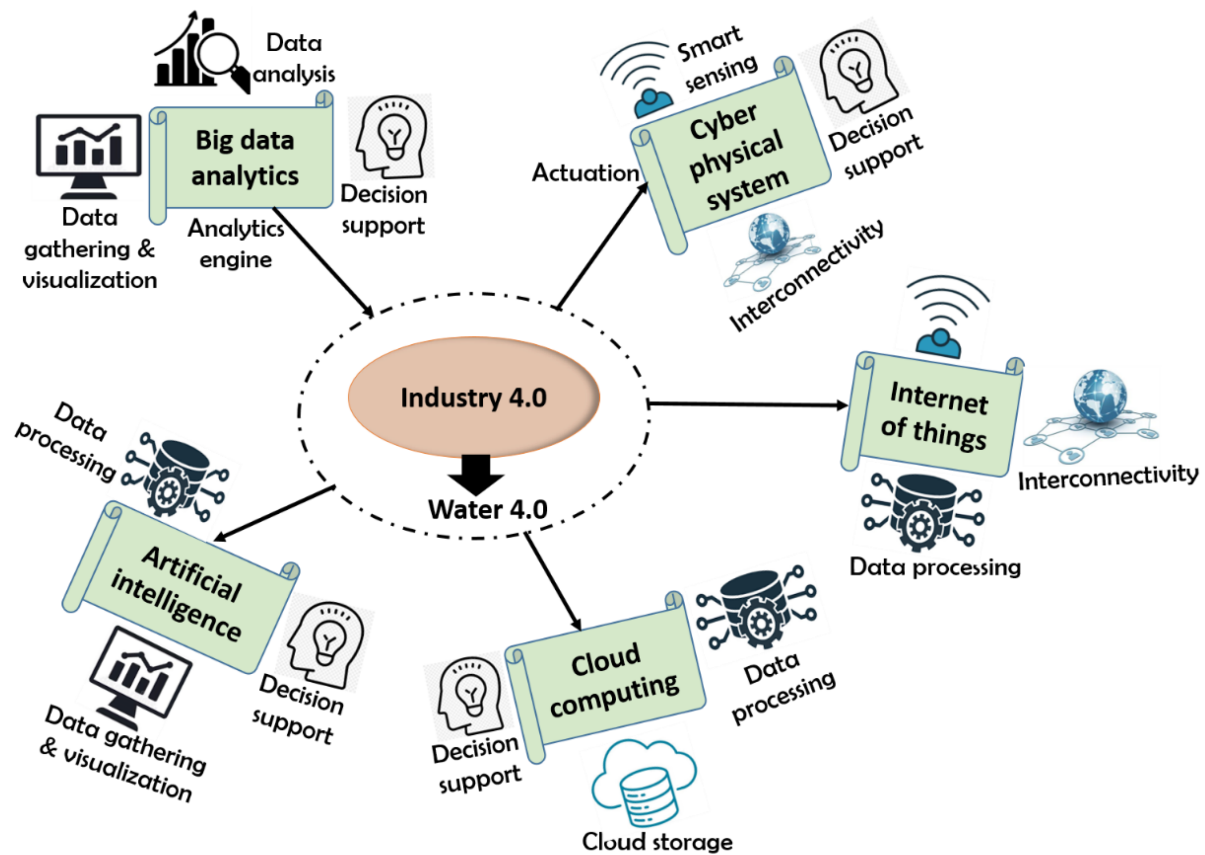 Data
analysis
Big data
analytics
Decision
support
Data
gathering &
visualization
Analytics
engine
Smart
sensing
Cyber
physical
system
Decision
support
Actuation
Interconnectivity
Industry 4.0
Water 4.0
Internet
of things
Interconnectivity
Data processing
Data
processing
Artificial
intelligence
Decision
support
Data gathering
& visualization
Cloud
computing
Data
processing
Decision
support
Cloud storage